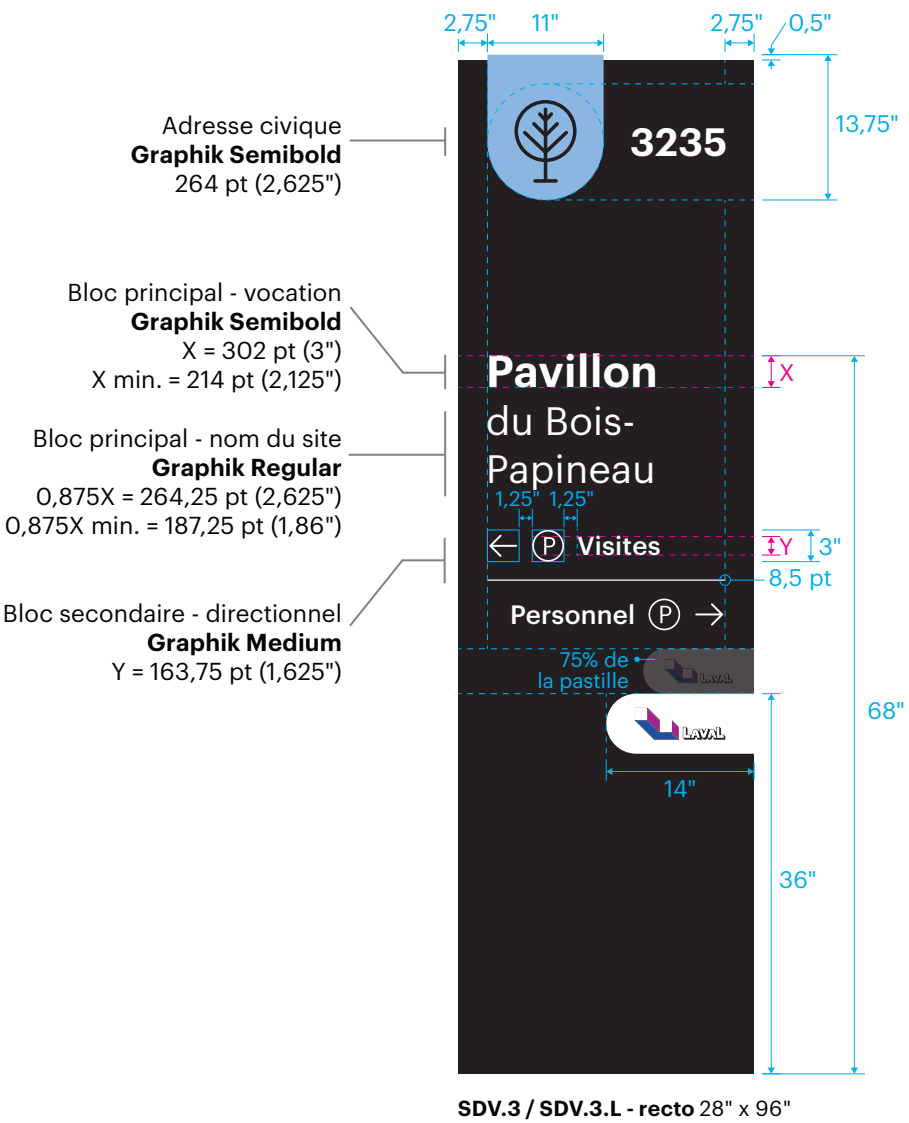 2,75" 11" 2,75" 0,5"
13,75"
Adresse civique
Graphik Semibold
264 pt (2,625")
3235
Bloc principal - vocation
Graphik Semibold
X = 302 pt (3")
X min. = 214 pt (2,125")
Pavillon
X
du Bois-
Papineau
Bloc principal - nom du site
Graphik Regular
0,875X = 264,25 pt (2,625")
0,875X min. = 187,25 pt (1,86")
1,25" 1,25"
P Visites
Y 3"
8,5 pt
Personnel P
Bloc secondaire - directionnel
Graphik Medium
Y = 163,75 pt (1,625")
75% de
la pastille
LAVAL
LAVAL
68"
14"
36"
SDV.3 / SDV.3.L - recto 28" x 96"